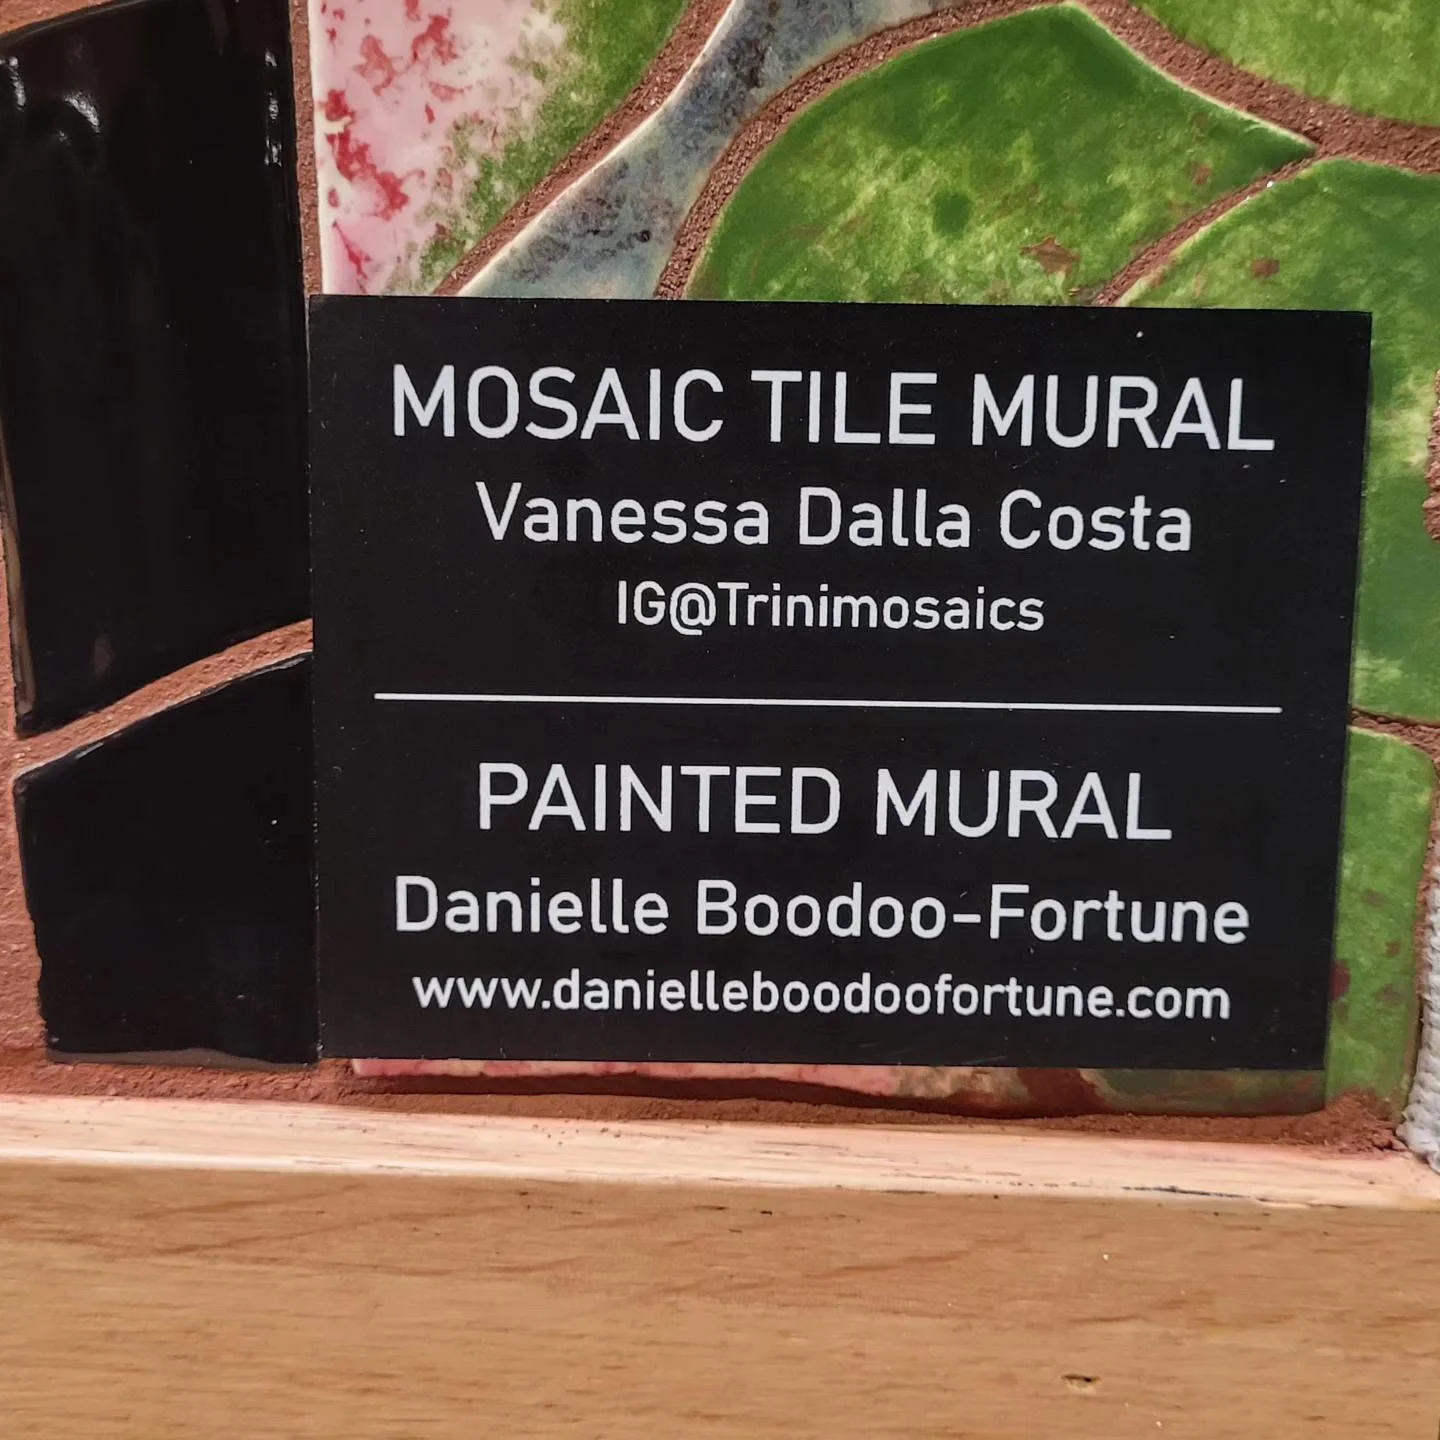 MOSAIC TILE MURAL
Vanessa Dalla Costa
IG@Trinimosaics
PAINTED MURAL
Danielle Boodoo-Fortune
www.danielleboodoofortune.com